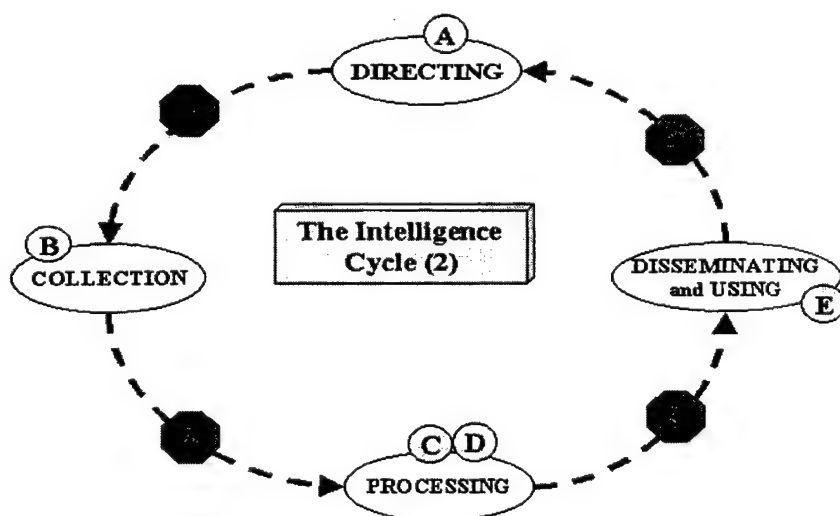 A
DIRECTING
The Intelligence
Cycle (2)
B
COLLECTION
DISSEMINATING
and USING
E
C D
PROCESSING